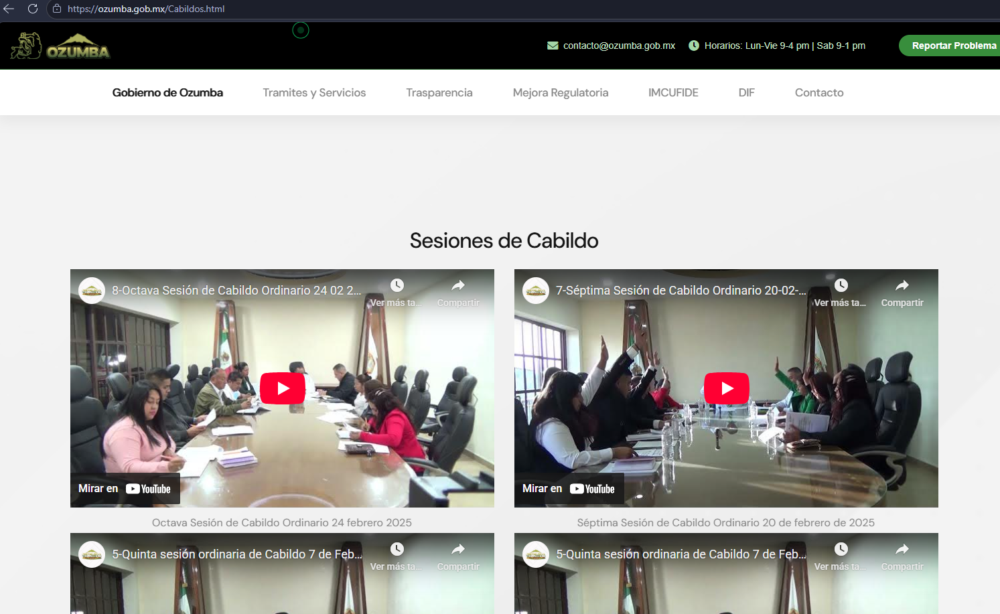 https://ozumba.gob.mx/Cabildos.html
OZUMBA
contacto@ozumba.gob.mx
Horarios: Lun-Vie 9-4 pm | Sab 9-1 pm
Reportar Problema
Gobierno de Ozumba
Tramites y Servicios
Trasparencia
Mejora Regulatoria
IMCUFIDE
DIF
Contacto
Sesiones de Cabildo
8-Octava Sesión de Cabildo Ordinario 24 02 2...
Ver más ta...
Compartir
Mirar en YouTube
Octava Sesión de Cabildo Ordinario 24 febrero 2025
7-Séptima Sesión de Cabildo Ordinario 20-02-...
Ver más ta...
Compartir
Mirar en YouTube
Séptima Sesión de Cabildo Ordinario 20 de febrero de 2025
5-Quinta sesión ordinaria de Cabildo 7 de Feb...
Ver más ta...
Compartir
5-Quinta sesión ordinaria de Cabildo 7 de Feb...
Ver más ta...
Compartir